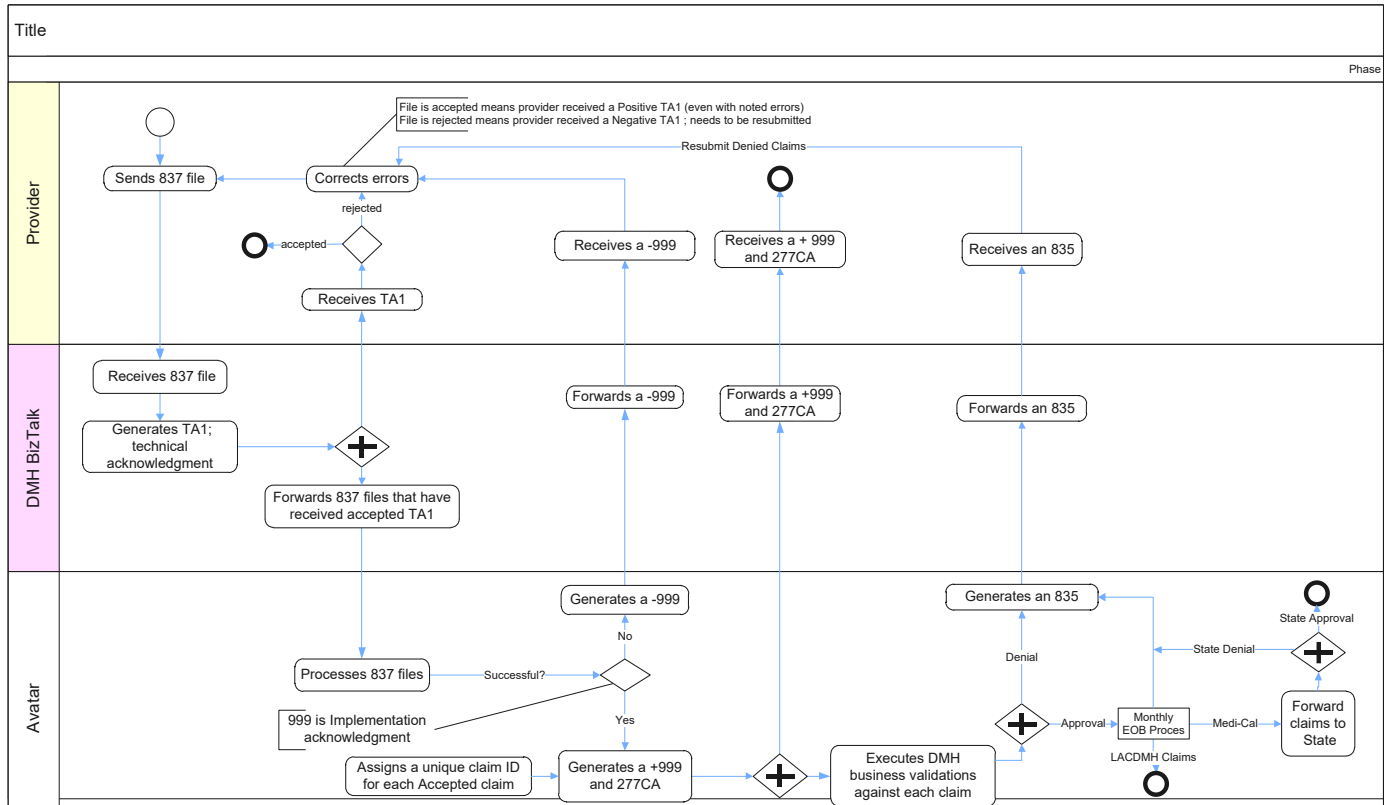 Title
Phase
Provider
File is accepted means provider received a Positive TA1 (even with noted errors)
File is rejected means provider received a Negative TA1 ; needs to be resubmitted
Resubmit Denied Claims
Sends 837 file
Corrects errors
rejected
accepted
Receives a -999
Receives a + 999
and 277CA
Receives an 835
Receives TA1
DMH BizTalk
Receives 837 file
Forwards a -999
Forwards a +999
and 277CA
Forwards an 835
Generates TA1;
technical
acknowledgment
Forwards 837 files that have
received accepted TA1
Avatar
Generates a -999
Generates an 835
State Approval
No
Denial
State Denial
Processes 837 files
Successful?
999 is Implementation
acknowledgment
Yes
Approval
Monthly
EOB Proces
Medi-Cal
Forward
claims to
State
LACDMH Claims
Assigns a unique claim ID
for each Accepted claim
Generates a +999
and 277CA
Executes DMH
business validations
against each claim